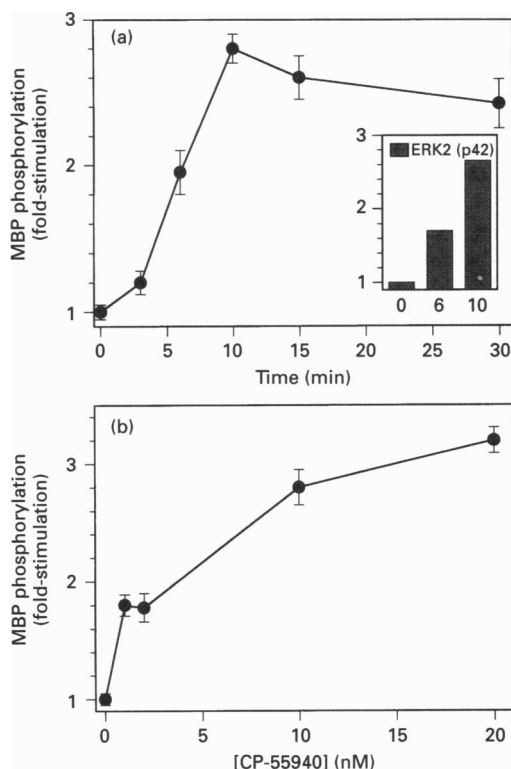 (a)
3
2
1
MBP phosphorylation
(fold-stimulation)
0
5
10
15
20
25
30
Time (min)
3
2
1
ERK2 (p42)
0
6
10
(b)
3
2
1
MBP phosphorylation
(fold-stimulation)
0
5
10
15
20
[CP-55940] (nM)